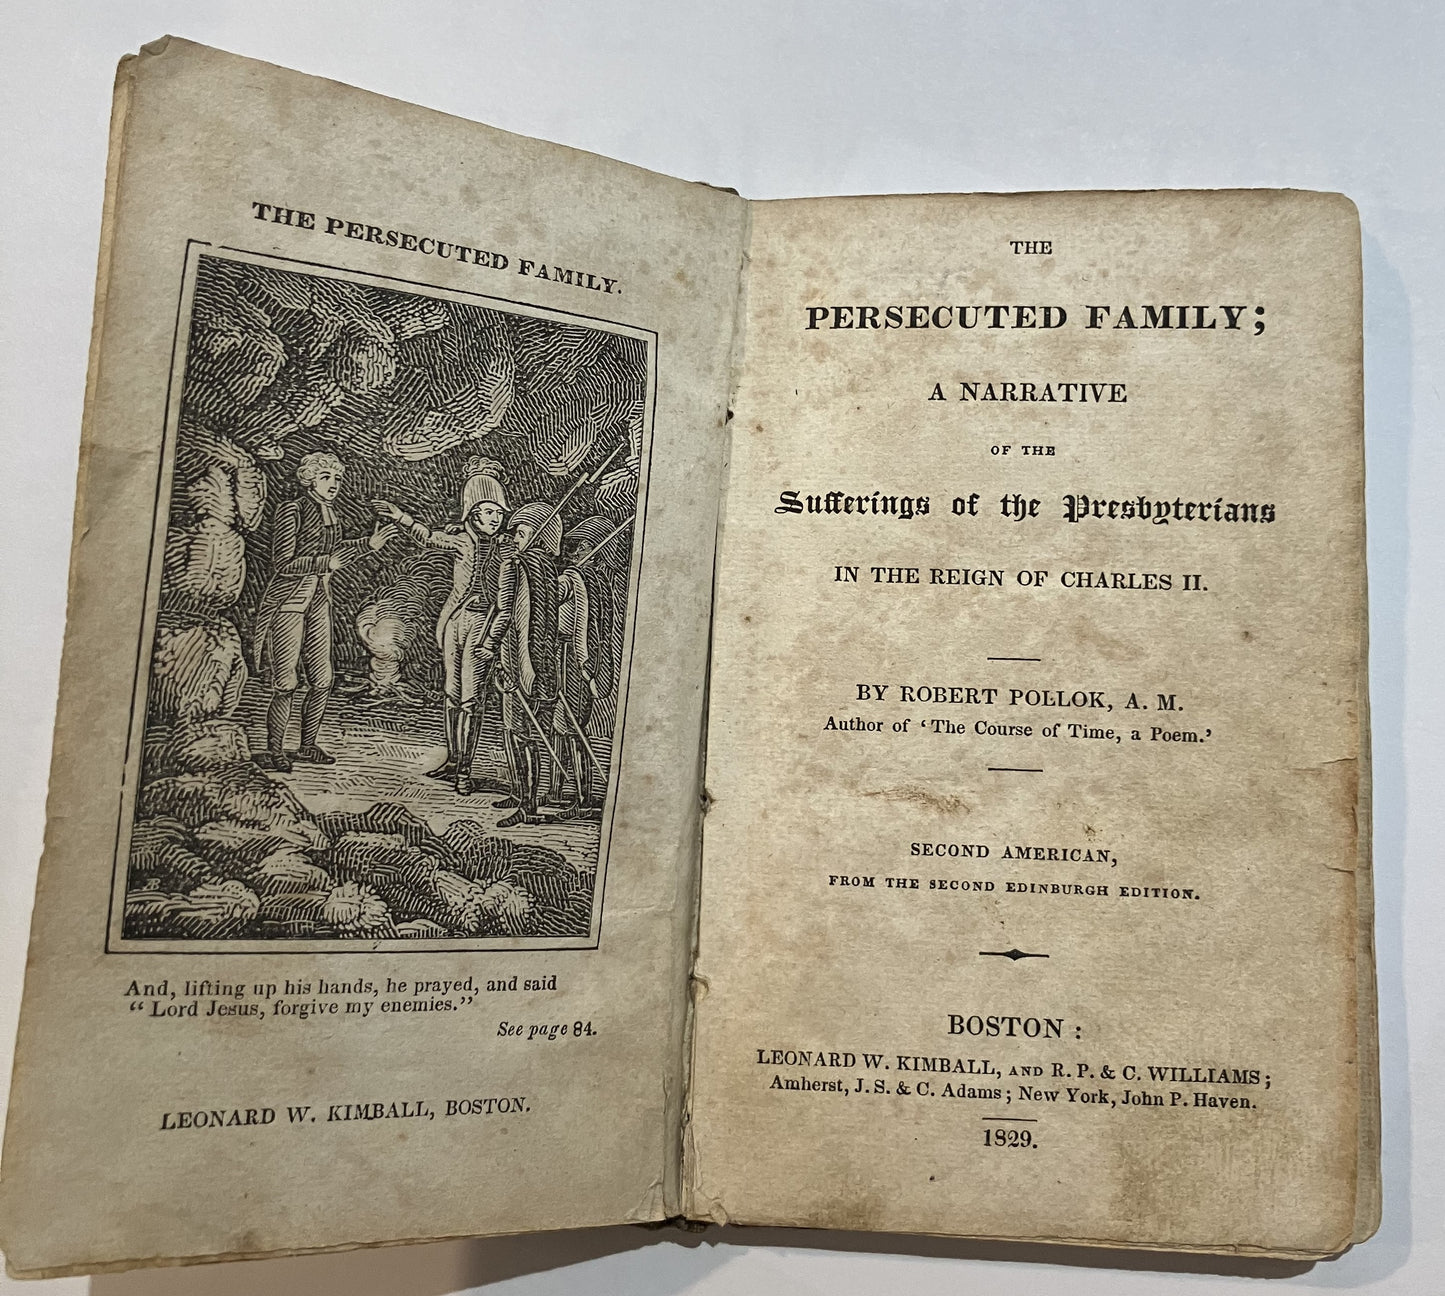 THE PERSECUTED FAMILY.
And, lifting up his hands, he prayed, and said
“ Lord Jesus, forgive my enemies.”
See page 84.
LEONARD W. KIMBALL, BOSTON.
THE
PERSECUTED FAMILY;
A NARRATIVE
OF THE
Sufferings of the Presbyterians
IN THE REIGN OF CHARLES II.
BY ROBERT POLLOK, A. M.
Author of ‘ The Course of Time, a Poem.’
SECOND AMERICAN,
FROM THE SECOND EDINBURGH EDITION.
BOSTON :
LEONARD W. KIMBALL, AND R. P. & C. WILLIAMS ;
Amherst, J. S. & C. Adams ; New York, John P. Haven.
1829.